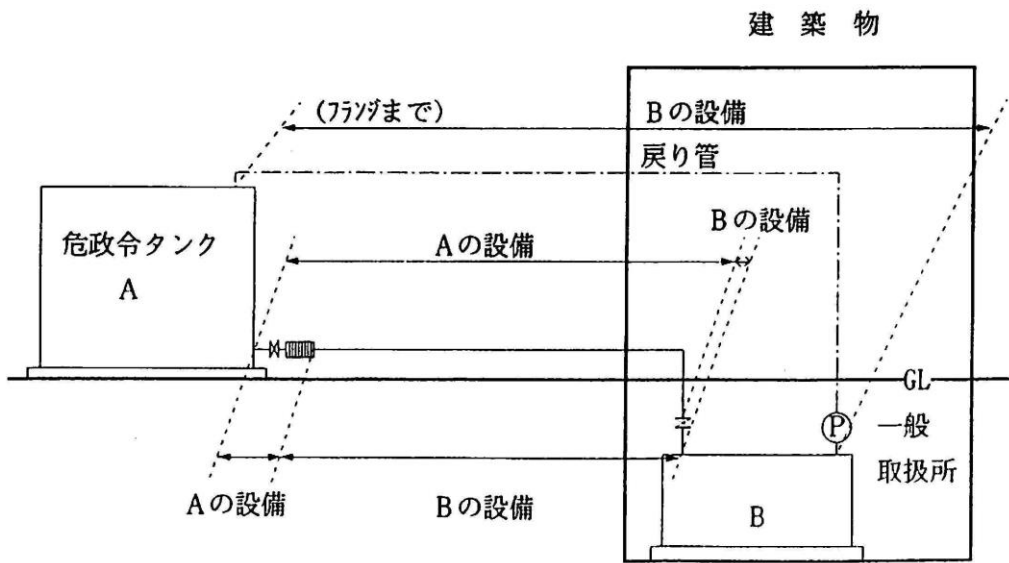 建築物
(フランジまで)
Bの設備
戻り管
Bの設備
危政令タンク
A
Aの設備
GL
P
一般
取扱所
Aの設備
Bの設備
B